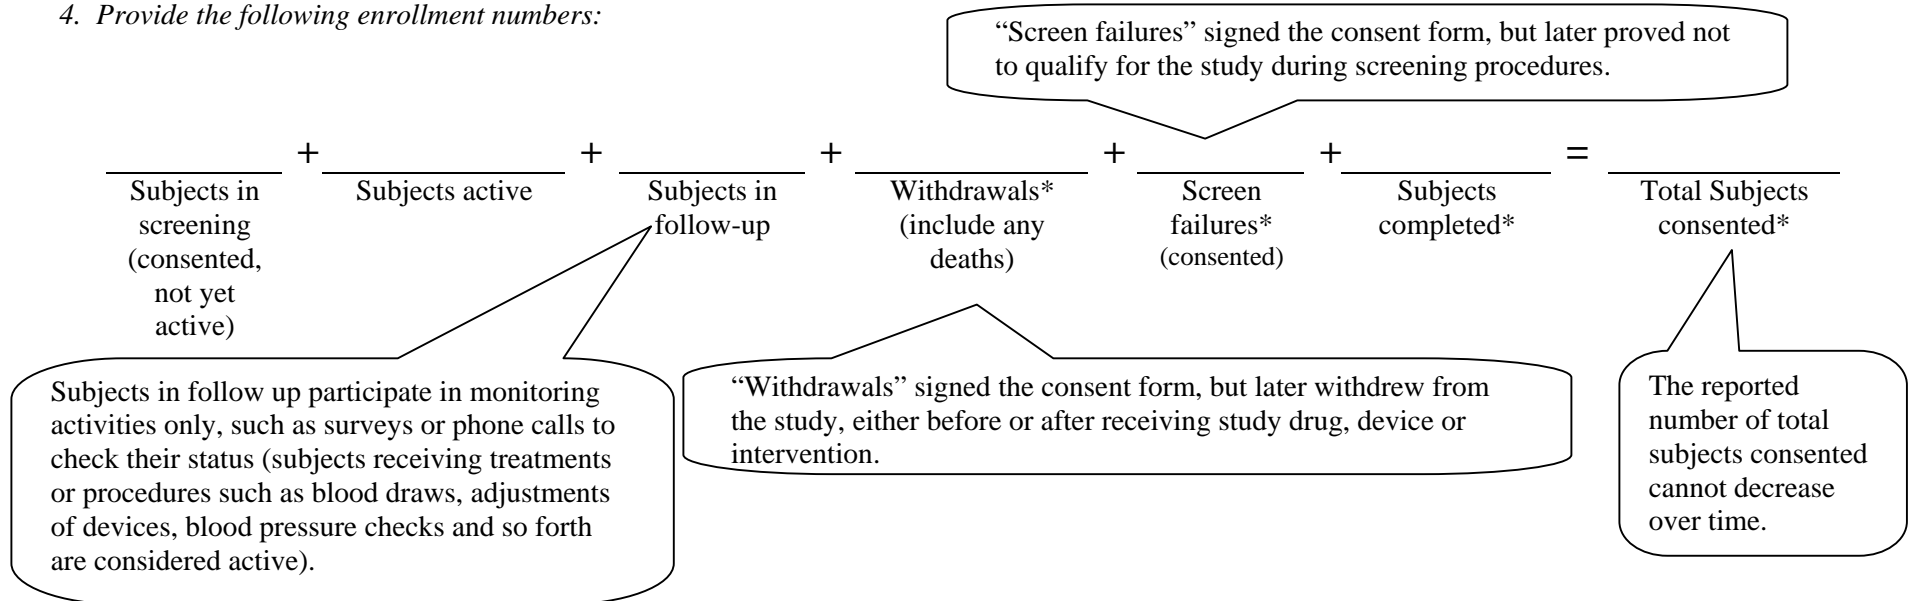 4. Provide the following enrollment numbers:
“Screen failures” signed the consent form, but later proved not
to qualify for the study during screening procedures.
+ + + + + =
Subjects in
screening
(consented,
not yet
active)
Subjects active
Subjects in
follow-up
Withdrawals*
(include any
deaths)
Screen
failures*
(consented)
Subjects
completed*
Total Subjects
consented*
Subjects in follow up participate in monitoring
activities only, such as surveys or phone calls to
check their status (subjects receiving treatments
or procedures such as blood draws, adjustments
of devices, blood pressure checks and so forth
are considered active).
“Withdrawals” signed the consent form, but later withdrew from
the study, either before or after receiving study drug, device or
intervention.
The reported
number of total
subjects consented
cannot decrease
over time.